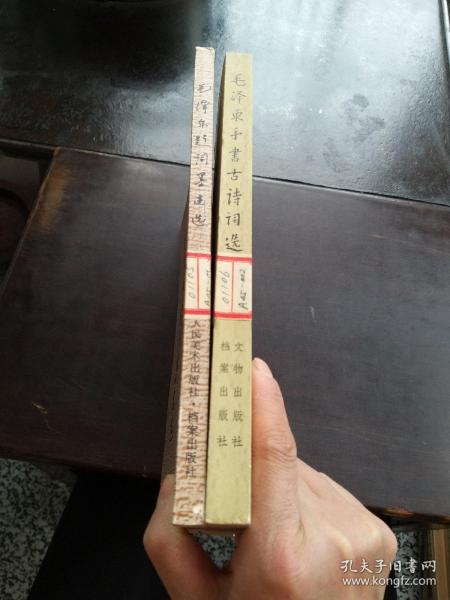 毛泽东题词墨迹选
50110
人民美术出版社·档案出版社
毛泽东手书古诗词选
90110
文物出版社
档案出版社
孔夫子旧书网
www.kongfz.com